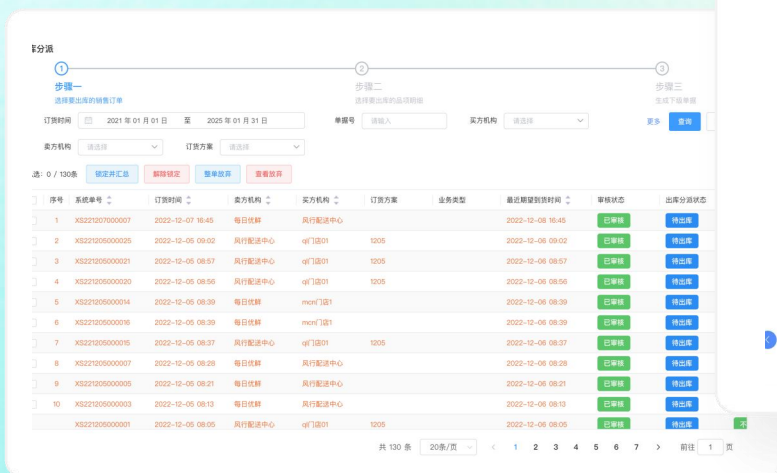 库分派
1 2 3
步骤一 步骤二 步骤三
选择要出库的销售订单 选择要出库的品项明细 生成下级单据
订货时间 2021 年 01 月 01 日 至 2025 年 01 月 31 日 单据号 请输入 买方机构 请选择 更多 查询
卖方机构 请选择 订货方案 请选择
选: 0 / 130条 锁定并汇总 解除锁定 整单放弃 查看放弃
序号 系统单号 订货时间 卖方机构 买方机构 订货方案 业务类型 最近期望到货时间 审核状态 出库分派状态
1 XS221207000007 2022-12-07 16:45 每日优鲜 风行配送中心 2022-12-08 16:45 已审核 待出库
2 XS221205000025 2022-12-05 09:02 风行配送中心 ql门店01 1205 2022-12-06 09:02 已审核 待出库
3 XS221205000021 2022-12-05 08:57 风行配送中心 ql门店01 1205 2022-12-06 08:57 已审核 待出库
4 XS221205000020 2022-12-05 08:56 风行配送中心 ql门店01 1205 2022-12-06 08:56 已审核 待出库
5 XS221205000014 2022-12-05 08:39 每日优鲜 mcn门店1 2022-12-06 08:39 已审核 待出库
6 XS221205000016 2022-12-05 08:39 每日优鲜 mcn门店1 2022-12-06 08:39 已审核 待出库
7 XS221205000015 2022-12-05 08:37 风行配送中心 ql门店01 1205 2022-12-06 08:37 已审核 待出库
8 XS221205000007 2022-12-05 08:28 每日优鲜 风行配送中心 2022-12-06 08:28 已审核 待出库
9 XS221205000005 2022-12-05 08:21 每日优鲜 风行配送中心 2022-12-06 08:21 已审核 待出库
10 XS221205000003 2022-12-05 08:13 每日优鲜 风行配送中心 2022-12-06 08:13 已审核 待出库
XS221205000001 2022-12-05 08:05 风行配送中心 ql门店01 1205 2022-12-06 08:05 已审核 待出库 不
共 130 条 20条/页 < 1 2 3 4 5 6 7 > 前往 1 页